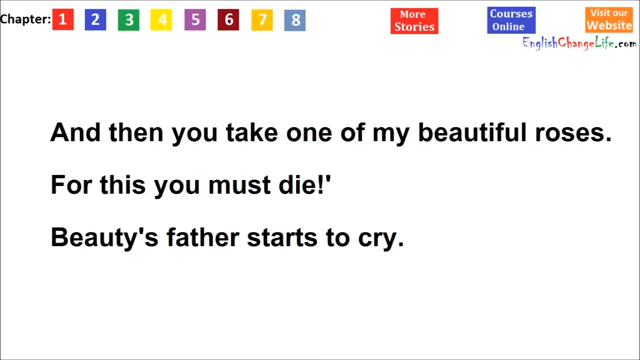 Chapter: 1 2 3 4 5 6 7 8
More Stories
Courses Online
Visit our Website
EnglishChangeLife.com
And then you take one of my beautiful roses.
For this you must die!'
Beauty's father starts to cry.